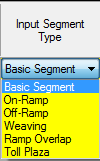 Input Segment
Type
Basic Segment
Basic Segment
On-Ramp
Off-Ramp
Weaving
Ramp Overlap
Toll Plaza